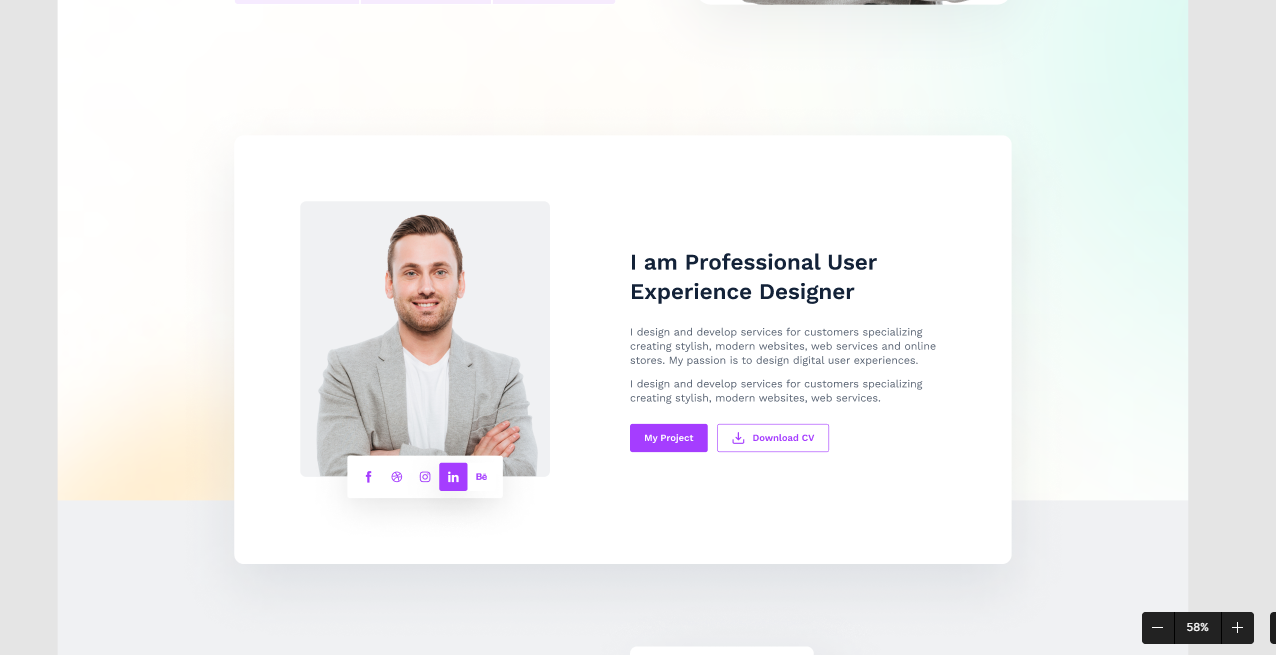 I am Professional User
Experience Designer
I design and develop services for customers specializing
creating stylish, modern websites, web services and online
stores. My passion is to design digital user experiences.
I design and develop services for customers specializing
creating stylish, modern websites, web services.
My Project
Download CV
f
in
Bē
58%